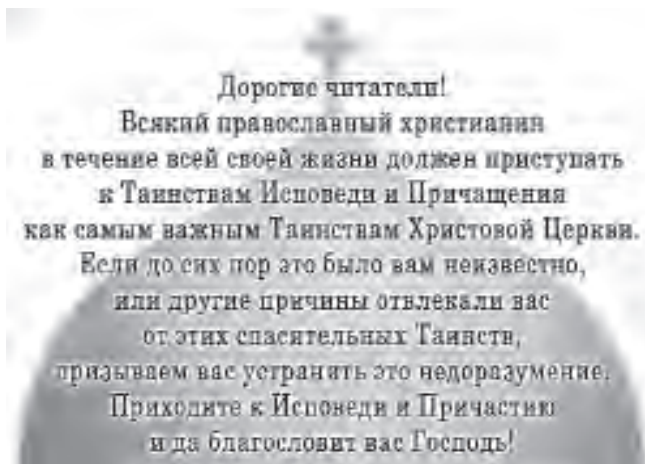 Дорогие читатели!
Всякий православный христианин
в течение всей своей жизни должен приступать
к Таинствам Исповеди и Причащения
как самым важным Таинствам Христовой Церкви.
Если до сих пор это было вам неизвестно,
или другие причины отвлекали вас
от этих спасительных Таинств,
призываем вас устранить это недоразумение.
Приходите к Исповеди и Причастию
и да благословит вас Господь!